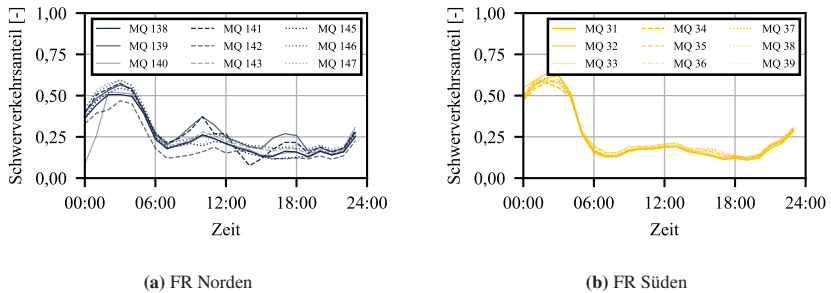 Schwerverkehrsanteil [-]
1,00
0,50
0,25
0,00
MQ 138
MQ 139
MQ 140
MQ 141
MQ 142
MQ 143
MQ 145
MQ 146
MQ 147
00:00 06:00 12:00 18:00 24:00
Zeit
(a) FR Norden
Schwerverkehrsanteil [-]
1,00
0,50
0,25
0,00
MQ 31
MQ 32
MQ 33
MQ 34
MQ 35
MQ 36
MQ 37
MQ 38
MQ 39
00:00 06:00 12:00 18:00 24:00
Zeit
(b) FR Süden